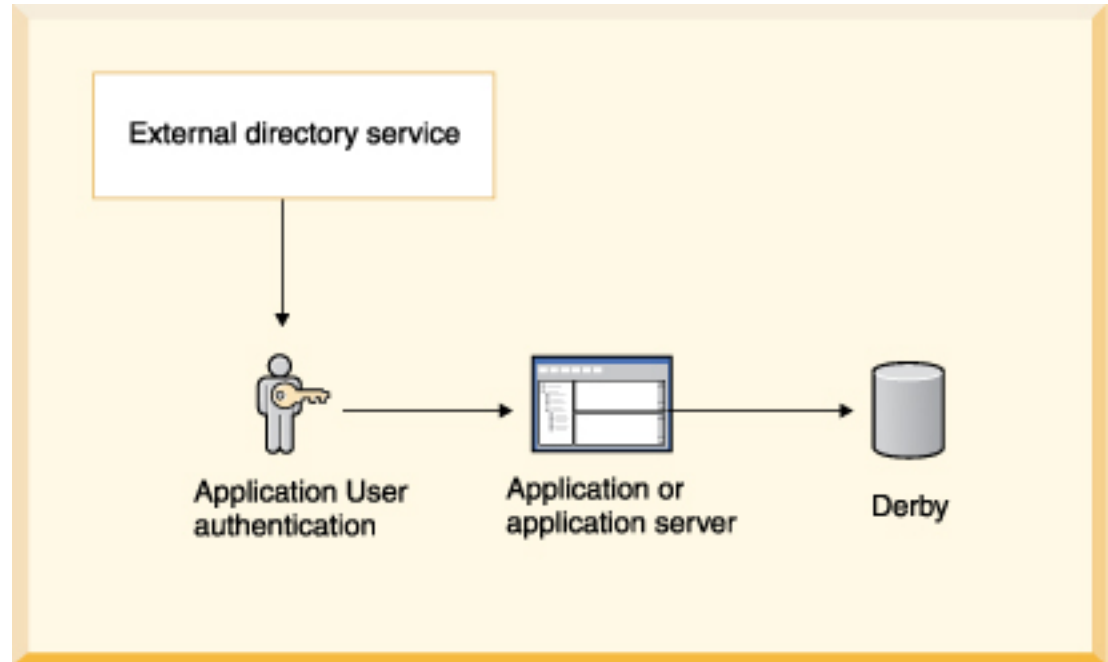 External directory service
Application User
authentication
Application or
application server
Derby